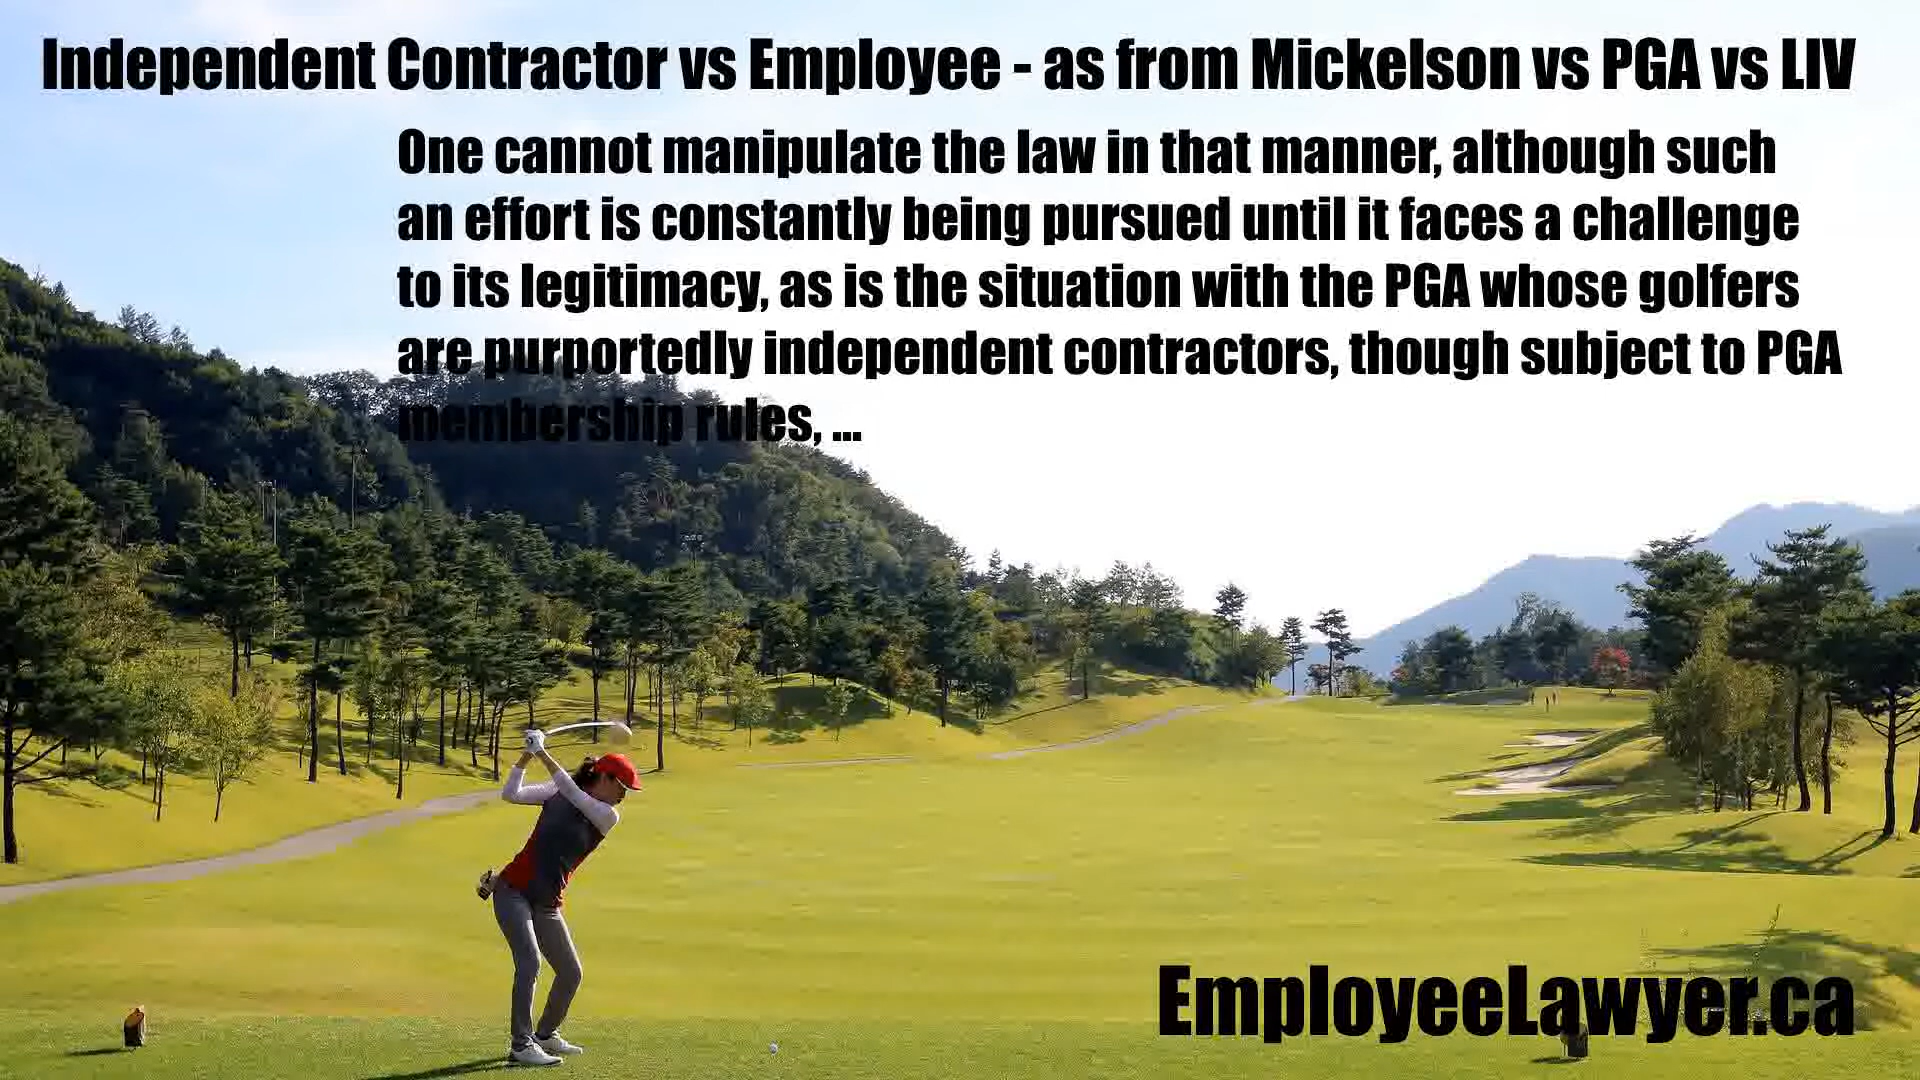 Independent Contractor vs Employee - as from Mickelson vs PGA vs LIV
One cannot manipulate the law in that manner, although such
an effort is constantly being pursued until it faces a challenge
to its legitimacy, as is the situation with the PGA whose golfers
are purportedly independent contractors, though subject to PGA
membership rules, ...
EmployeeLawyer.ca